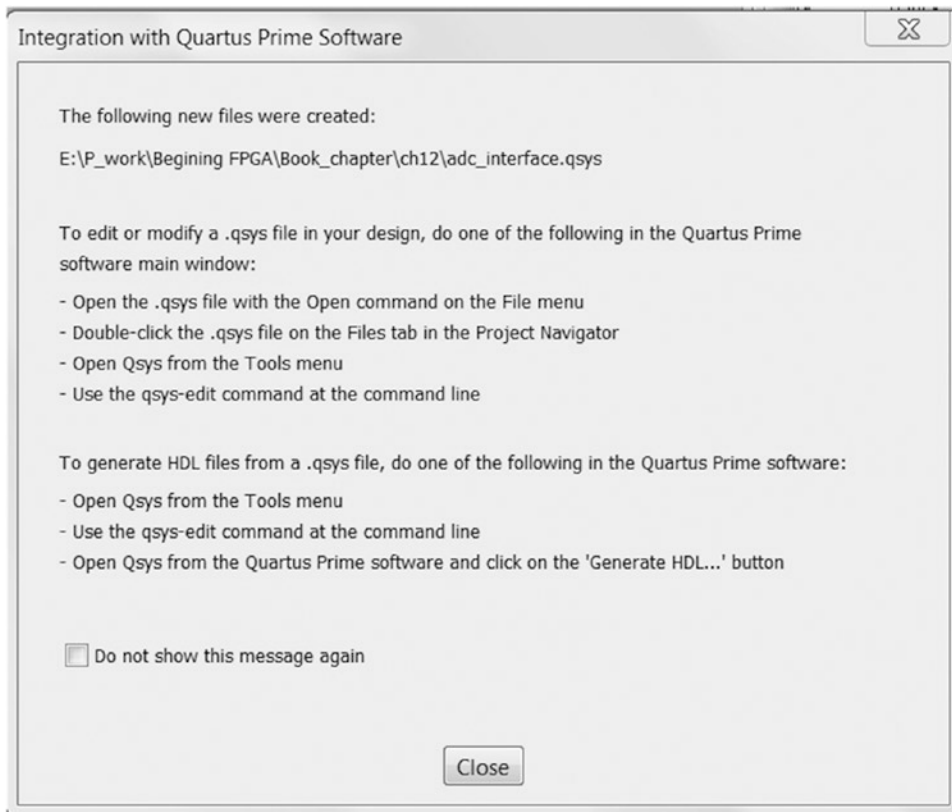 Integration with Quartus Prime Software
The following new files were created:
E:\P_work\Begining FPGA\Book_chapter\ch12\adc_interface.qsys
To edit or modify a .qsys file in your design, do one of the following in the Quartus Prime
software main window:
- Open the .qsys file with the Open command on the File menu
- Double-click the .qsys file on the Files tab in the Project Navigator
- Open Qsys from the Tools menu
- Use the qsys-edit command at the command line
To generate HDL files from a .qsys file, do one of the following in the Quartus Prime software:
- Open Qsys from the Tools menu
- Use the qsys-edit command at the command line
- Open Qsys from the Quartus Prime software and click on the 'Generate HDL...' button
Do not show this message again
Close